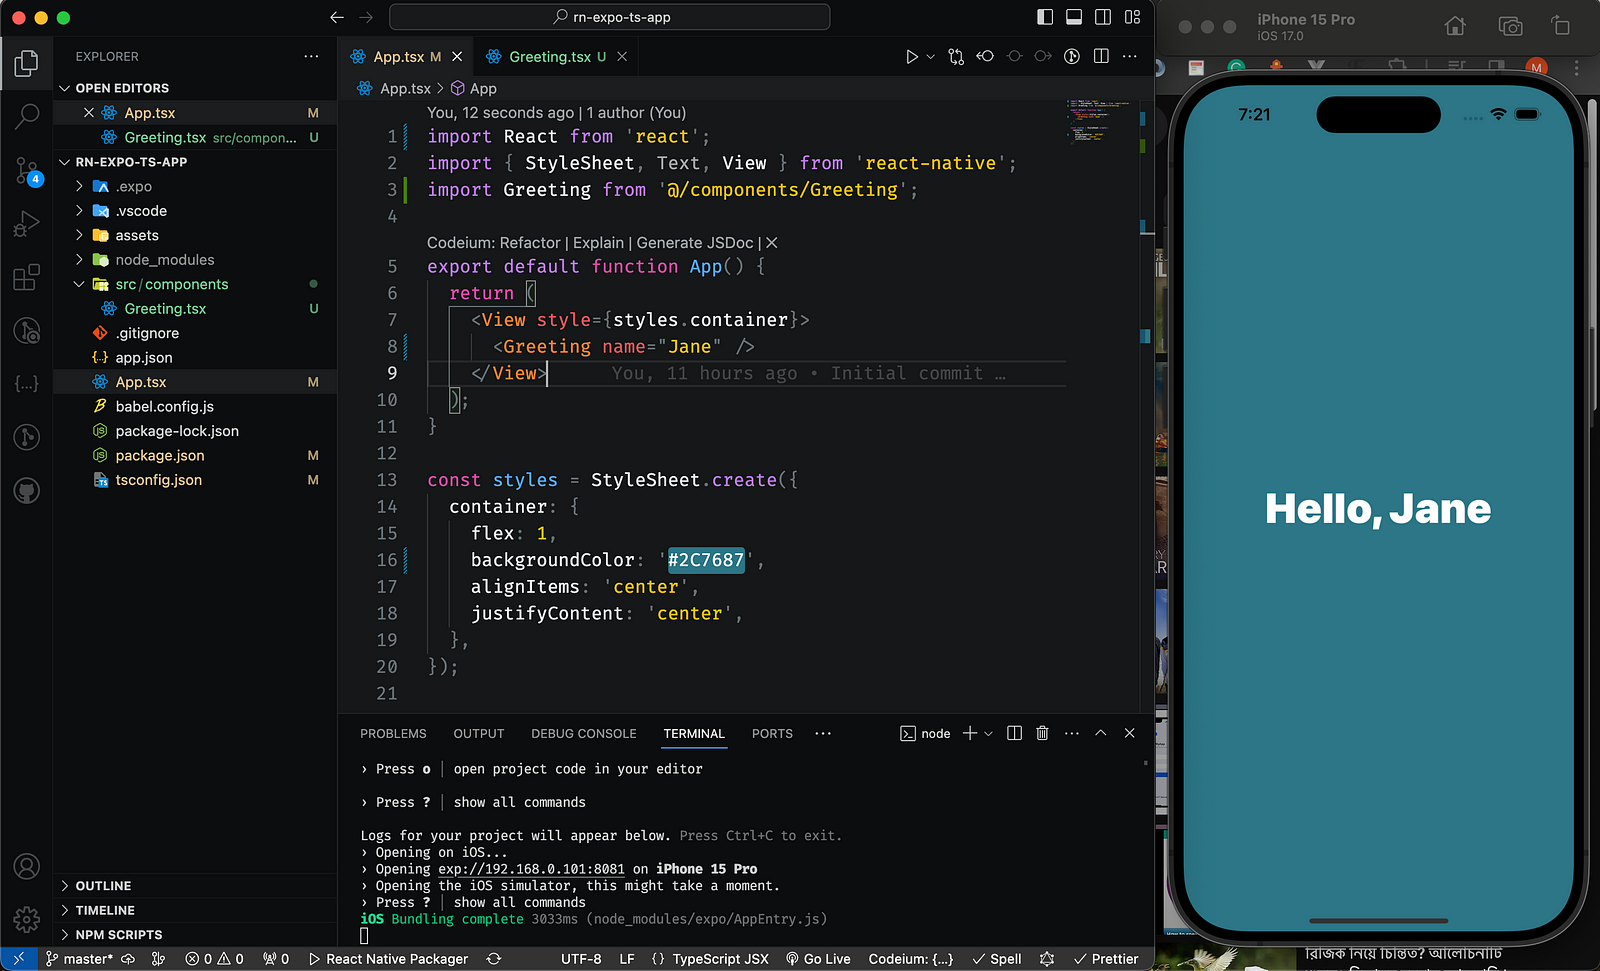 rn-expo-ts-app
EXPLORER
OPEN EDITORS
App.tsx M
Greeting.tsx src/compon... U
RN-EXPO-TS-APP
.expo
.vscode
assets
node_modules
src/components
Greeting.tsx U
.gitignore
app.json
App.tsx M
babel.config.js
package-lock.json
package.json M
tsconfig.json M
OUTLINE
TIMELINE
NPM SCRIPTS
4
App.tsx M
Greeting.tsx U
App.tsx > App
You, 12 seconds ago | 1 author (You)
1 import React from 'react';
2 import { StyleSheet, Text, View } from 'react-native';
3 import Greeting from '@/components/Greeting';
4
Codeium: Refactor | Explain | Generate JSDoc | X
5 export default function App() {
6 return (
7 <View style={styles.container}>
8 <Greeting name="Jane" />
9 </View> You, 11 hours ago • Initial commit …
10 );
11 }
12
13 const styles = StyleSheet.create({
14 container: {
15 flex: 1,
16 backgroundColor: '#2C7687',
17 alignItems: 'center',
18 justifyContent: 'center',
19 },
20 });
21
PROBLEMS OUTPUT DEBUG CONSOLE TERMINAL PORTS
node
› Press o │ open project code in your editor
› Press ? │ show all commands
Logs for your project will appear below. Press Ctrl+C to exit.
› Opening on iOS...
› Opening exp://192.168.0.101:8081 on iPhone 15 Pro
› Opening the iOS simulator, this might take a moment.
› Press ? │ show all commands
iOS Bundling complete 3033ms (node_modules/expo/AppEntry.js)
master* 0 0 0 React Native Packager UTF-8 LF {} TypeScript JSX Go Live Codeium: {...} Spell Prettier
iPhone 15 Pro
iOS 17.0
M
7:21
Hello, Jane